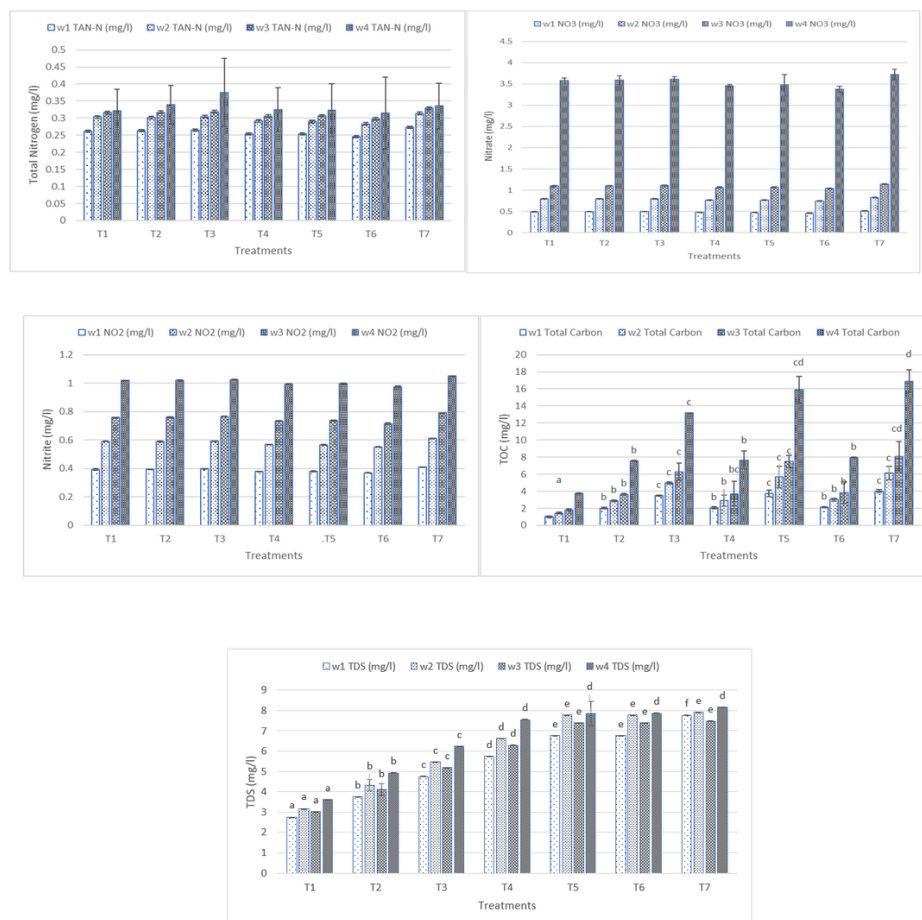 w1 TAN-N (mg/l) w2 TAN-N (mg/l) w3 TAN-N (mg/l) w4 TAN-N (mg/l)
Total Nitrogen (mg/l)
0.5
0.45
0.4
0.35
0.3
0.25
0.2
0.15
0.1
0.05
0
T1 T2 T3 T4 T5 T6 T7
Treatments
w1 NO3 (mg/l) w2 NO3 (mg/l) w3 NO3 (mg/l) w4 NO3 (mg/l)
Nitrate (mg/l)
4.5
4
3.5
3
2.5
2
1.5
1
0.5
0
T1 T2 T3 T4 T5 T6 T7
Treatments
w1 NO2 (mg/l) w2 NO2 (mg/l) w3 NO2 (mg/l) w4 NO2 (mg/l)
Nitrite (mg/l)
1.2
1
0.8
0.6
0.4
0.2
0
T1 T2 T3 T4 .T5 T6 T7
Treatments
w1 Total Carbon w2 Total Carbon w3 Total Carbon w4 Total Carbon
TOC (mg/l)
20
18
16
14
12
10
8
6
4
2
0
a
b b b b
c c c c
b b bc b
c c c cd
b b b b
c c cd d
T1 T2 T3 T4 T5 T6 T7
Treatments
w1 TDS (mg/l) w2 TDS (mg/l) w3 TDS (mg/l) w4 TDS (mg/l)
TDS (mg/l)
9
8
7
6
5
4
3
2
1
0
a a a a
b b b b
c c c c
d d d d
e e e d
e e e d
f e e d
T1 T2 T3 T4 T5 T6 T7
Treatments